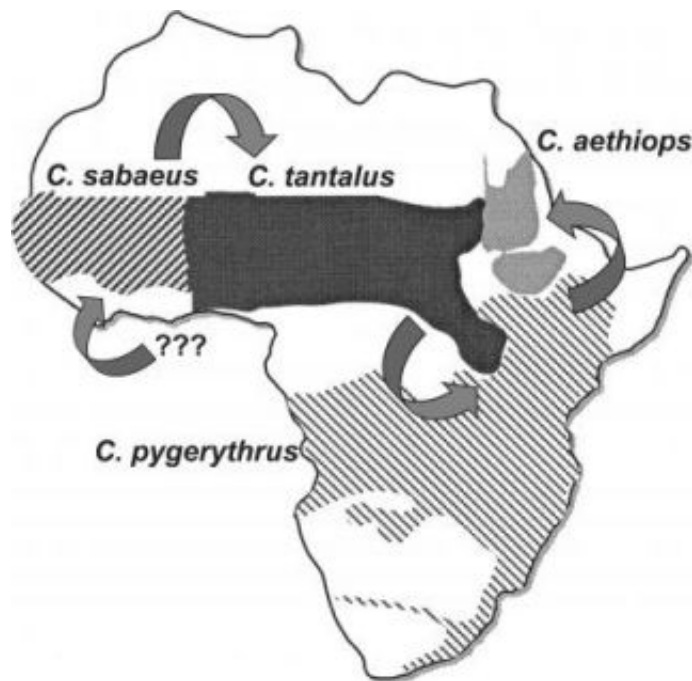 C. aethiops
C. sabaeus
C. tantalus
???
C. pygerythrus